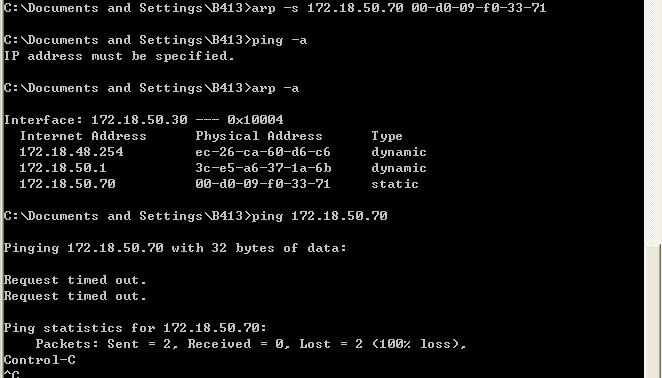 C:\Documents and Settings\B413>arp -s 172.18.50.70 00-d0-09-f0-33-71
C:\Documents and Settings\B413>ping -a
IP address must be specified.
C:\Documents and Settings\B413>arp -a
Interface: 172.18.50.30 --- 0x10004
Internet Address Physical Address Type
172.18.48.254 ec-26-ca-60-d6-c6 dynamic
172.18.50.1 3c-e5-a6-37-1a-6b dynamic
172.18.50.70 00-d0-09-f0-33-71 static
C:\Documents and Settings\B413>ping 172.18.50.70
Pinging 172.18.50.70 with 32 bytes of data:
Request timed out.
Request timed out.
Ping statistics for 172.18.50.70:
Packets: Sent = 2, Received = 0, Lost = 2 (100% loss),
Control-C
^C